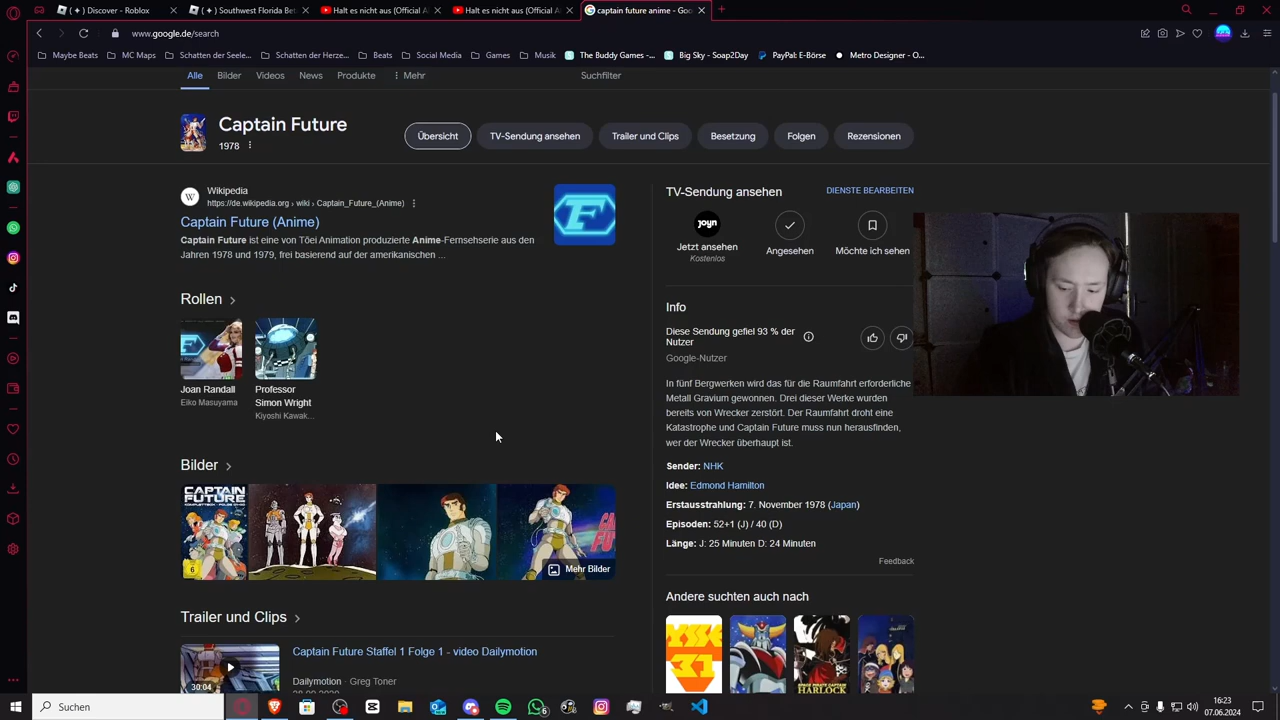 Discover - Roblox
Southwest Florida Be
Halt es nicht aus (Official A
Halt es nicht aus (Official A
captain future anime - Goo
www.google.de/search
Maybe Beats
MC Maps
Schatten der Seele...
Schatten der Herze...
Beats
Social Media
Games
Musik
The Buddy Games -...
Big Sky - Soap2Day
PayPal: E-Börse
Metro Designer - O...
Alle
Bilder
Videos
News
Produkte
Mehr
Suchfilter
Captain Future
1978
Übersicht
TV-Sendung ansehen
Trailer und Clips
Besetzung
Folgen
Rezensionen
W
Wikipedia
https://de.wikipedia.org › wiki › Captain_Future_(Anime)
Captain Future (Anime)
Captain Future ist eine von Tōei Animation produzierte Anime-Fernsehserie aus den
Jahren 1978 und 1979, frei basierend auf der amerikanischen ...
F
Rollen
Joan Randall
Eiko Masuyama
Professor
Simon Wright
Kiyoshi Kawak...
Bilder
CAPTAIN
FUTURE
6
Mehr Bilder
Trailer und Clips
30:04
Captain Future Staffel 1 Folge 1 - video Dailymotion
Dailymotion · Greg Toner
TV-Sendung ansehen
DIENSTE BEARBEITEN
joyn
Jetzt ansehen
Kostenlos
Angesehen
Möchte ich sehen
Info
Diese Sendung gefiel 93 % der
Nutzer
Google-Nutzer
In fünf Bergwerken wird das für die Raumfahrt erforderliche
Metall Gravium gewonnen. Drei dieser Werke wurden
bereits von Wrecker zerstört. Der Raumfahrt droht eine
Katastrophe und Captain Future muss nun herausfinden,
wer der Wrecker überhaupt ist.
Sender: NHK
Idee: Edmond Hamilton
Erstausstrahlung: 7. November 1978 (Japan)
Episoden: 52+1 (J) / 40 (D)
Länge: J: 25 Minuten D: 24 Minuten
Feedback
Andere suchten auch nach
31
HARLOCK
Suchen
6
16:23
07.06.2024